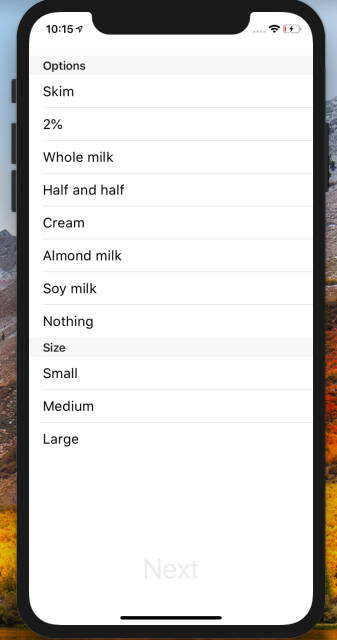 10:15
Options
Skim
2%
Whole milk
Half and half
Cream
Almond milk
Soy milk
Nothing
Size
Small
Medium
Large
Next